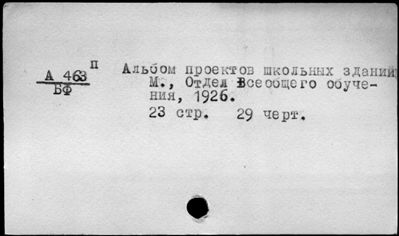 П
А 463
БФ
Альбом проектов школьных зданий
М., Отдел Всеобщего обуче-
ния, 1926.
23 стр. 29 черт.